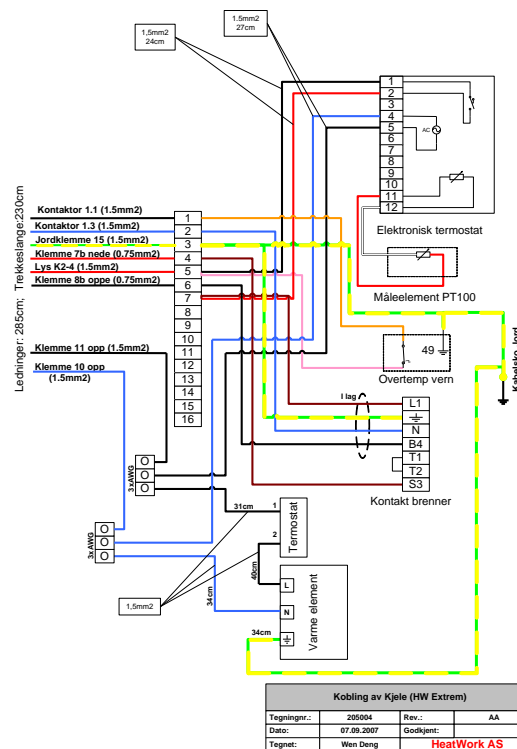 1,5mm2
24cm
1.5mm2
27cm
1
2
3
4
5
6
7
8
9
10
11
12
AC
Elektronisk termostat
Måleelement PT100
49
Overtemp vern
Kabelsko Jord
Ledninger: 285cm; Trekkeslange:230cm
Kontaktor 1.1 (1.5mm2)
Kontaktor 1.3 (1.5mm2)
Jordklemme 15 (1.5mm2)
Klemme 7b nede (0.75mm2)
Lys K2-4 (1.5mm2)
Klemme 8b oppe (0.75mm2)
Klemme 11 opp (1.5mm2)
Klemme 10 opp
(1.5mm2)
1
2
3
4
5
6
7
8
9
10
11
12
13
14
15
16
I lag
L1
N
B4
T1
T2
S3
Kontakt brenner
O
O
O
3xAWG
O
O
O
3xAWG
31cm
1
2
Termostat
40cm
1,5mm2
34cm
L
N
Varme element
34cm
Kobling av Kjele (HW Extrem)
Tegningnr.: 205004 Rev.: AA
Dato: 07.09.2007 Godkjent:
Tegnet: Wen Deng HeatWork AS